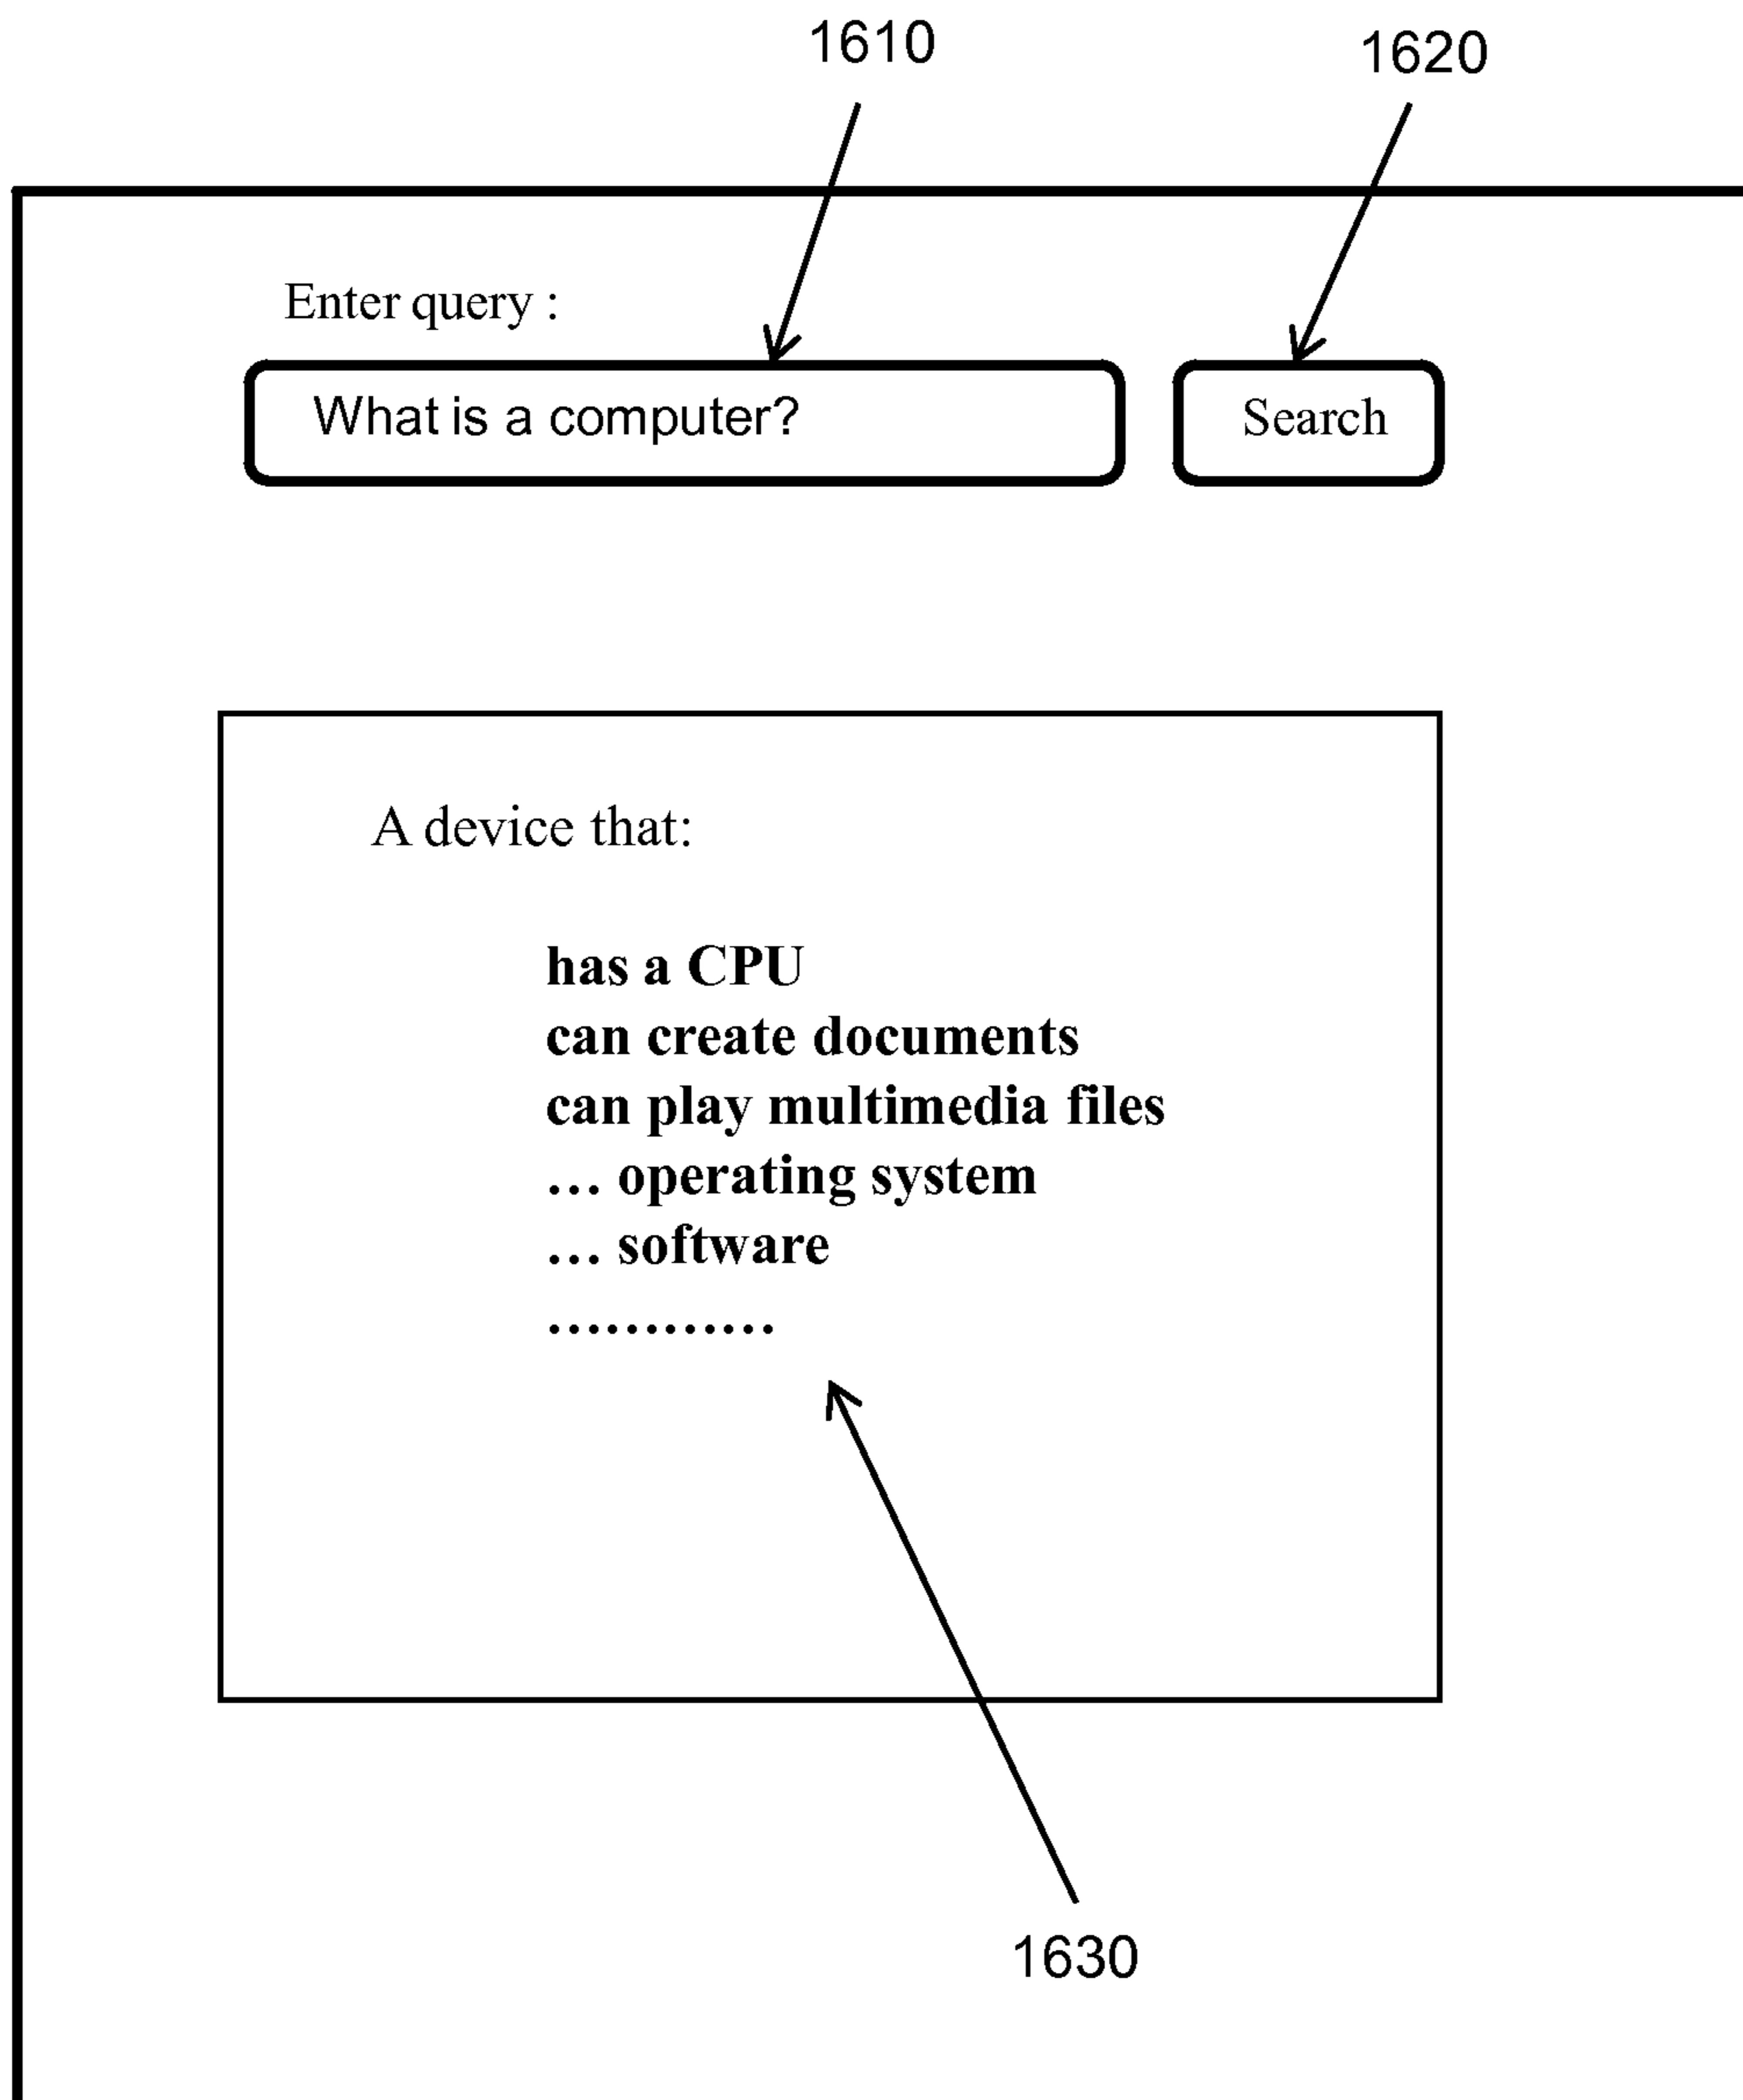 1610
1620
Enter query :
What is a computer?
Search
A device that:
has a CPU
can create documents
can play multimedia files
… operating system
… software
…………
1630